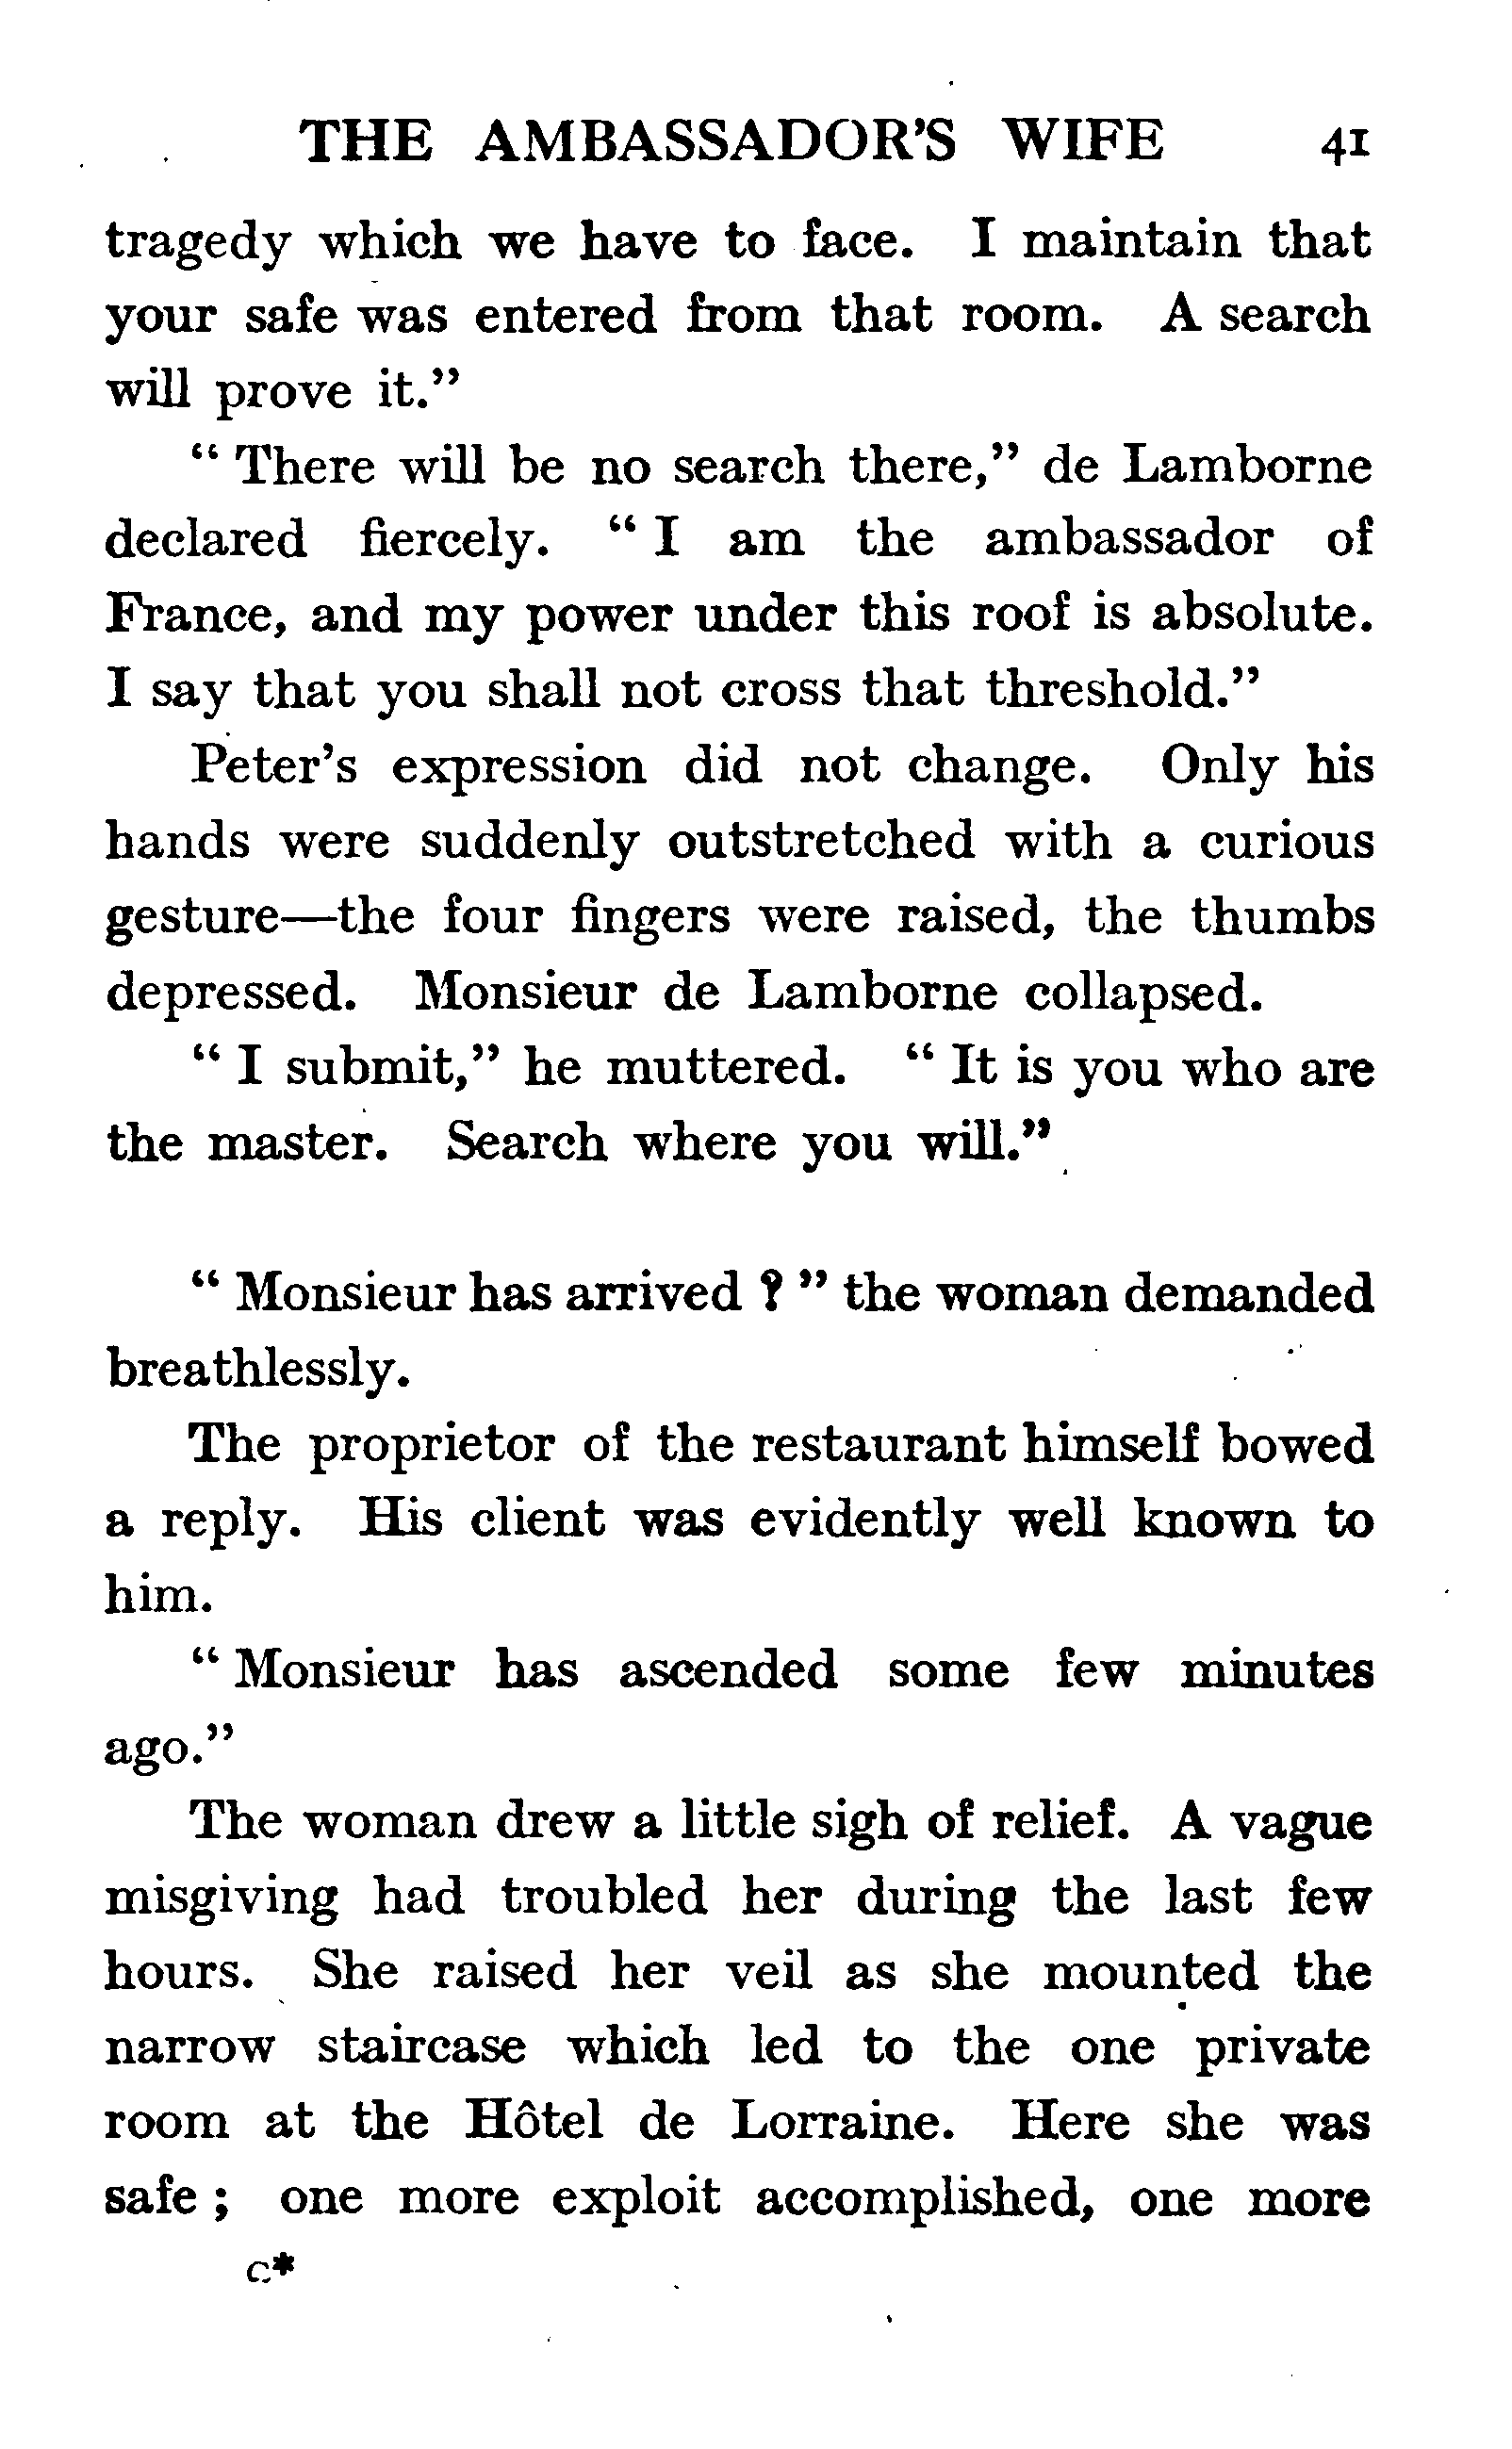 THE AMBASSADOR'S WIFE 41
tragedy which we have to face. I maintain that
your safe was entered from that room. A search
will prove it.”
“ There will be no search there,” de Lamborne
declared fiercely. “ I am the ambassador of
France, and my power under this roof is absolute.
I say that you shall not cross that threshold.”
Peter's expression did not change. Only his
hands were suddenly outstretched with a curious
gesture—the four fingers were raised, the thumbs
depressed. Monsieur de Lamborne collapsed.
“ I submit,” he muttered. “ It is you who are
the master. Search where you will.”
“ Monsieur has arrived ? ” the woman demanded
breathlessly.
The proprietor of the restaurant himself bowed
a reply. His client was evidently well known to
him.
“ Monsieur has ascended some few minutes
ago.”
The woman drew a little sigh of relief. A vague
misgiving had troubled her during the last few
hours. She raised her veil as she mounted the
narrow staircase which led to the one private
room at the Hôtel de Lorraine. Here she was
safe ; one more exploit accomplished, one more
C*